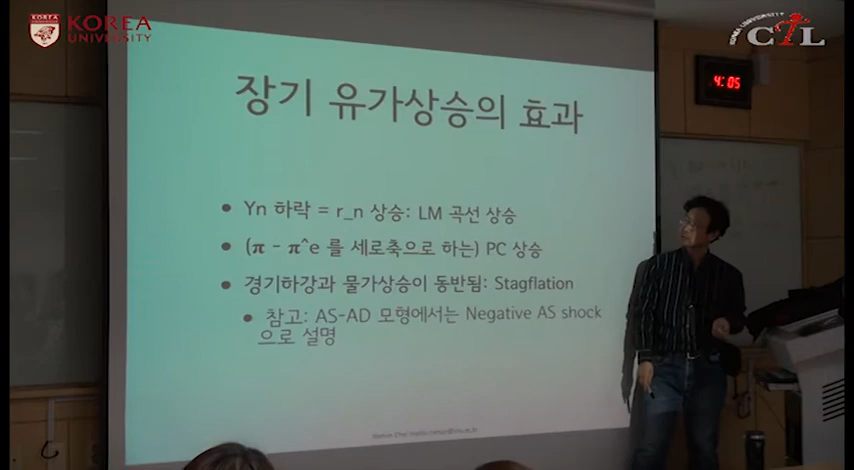 KOREA
UNIVERSITY
KOREA UNIVERSITY
CTL
4:05
장기 유가상승의 효과
• Yn 하락 = r_n 상승: LM 곡선 상승
• (π - π^e 를 세로축으로 하는) PC 상승
• 경기하강과 물가상승이 동반됨: Stagflation
• 참고: AS-AD 모형에서는 Negative AS shock
으로 설명